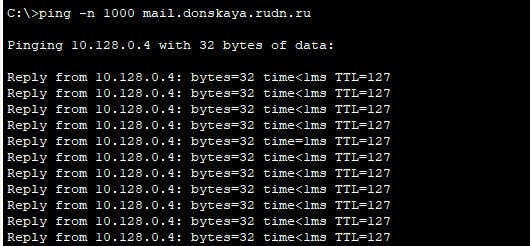 C:\>ping -n 1000 mail.donskaya.rudn.ru
Pinging 10.128.0.4 with 32 bytes of data:
Reply from 10.128.0.4: bytes=32 time<1ms TTL=127
Reply from 10.128.0.4: bytes=32 time<1ms TTL=127
Reply from 10.128.0.4: bytes=32 time<1ms TTL=127
Reply from 10.128.0.4: bytes=32 time<1ms TTL=127
Reply from 10.128.0.4: bytes=32 time=1ms TTL=127
Reply from 10.128.0.4: bytes=32 time<1ms TTL=127
Reply from 10.128.0.4: bytes=32 time<1ms TTL=127
Reply from 10.128.0.4: bytes=32 time<1ms TTL=127
Reply from 10.128.0.4: bytes=32 time<1ms TTL=127
Reply from 10.128.0.4: bytes=32 time<1ms TTL=127
Reply from 10.128.0.4: bytes=32 time<1ms TTL=127